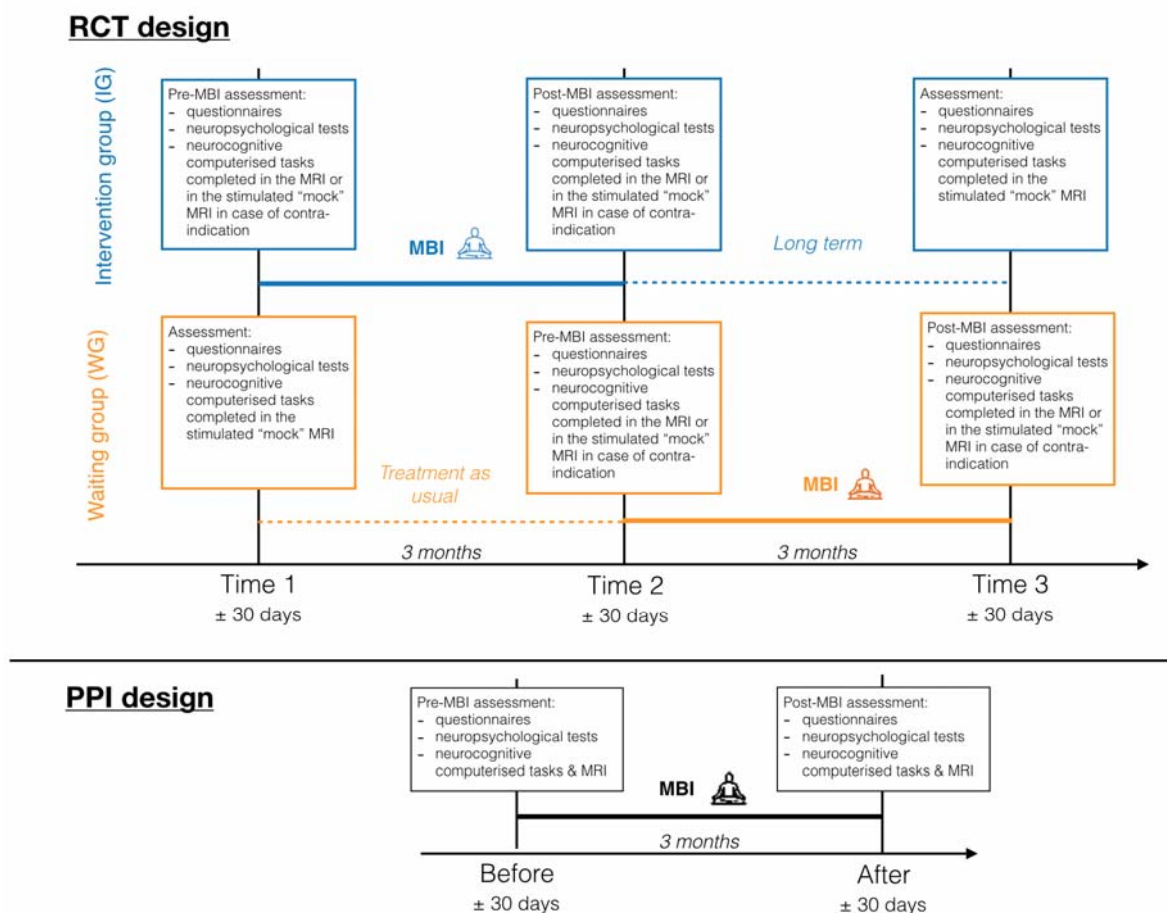 RCT design
Intervention group (IG)
Pre-MBI assessment:
- questionnaires
- neuropsychological tests
- neurocognitive
computerised tasks
completed in the MRI or
in the stimulated “mock”
MRI in case of contra-
indication
MBI
Post-MBI assessment:
- questionnaires
- neuropsychological tests
- neurocognitive
computerised tasks
completed in the MRI or
in the stimulated “mock”
MRI in case of contra-
indication
Long term
Assessment:
- questionnaires
- neuropsychological tests
- neurocognitive
computerised tasks
completed in the
stimulated “mock” MRI
Waiting group (WG)
Assessment:
- questionnaires
- neuropsychological tests
- neurocognitive
computerised tasks
completed in the
stimulated “mock” MRI
Treatment as
usual
Pre-MBI assessment:
- questionnaires
- neuropsychological tests
- neurocognitive
computerised tasks
completed in the MRI or
in the stimulated “mock”
MRI in case of contra-
indication
MBI
Post-MBI assessment:
- questionnaires
- neuropsychological tests
- neurocognitive
computerised tasks
completed in the MRI or
in the stimulated “mock”
MRI in case of contra-
indication
3 months
3 months
Time 1
± 30 days
Time 2
± 30 days
Time 3
± 30 days
PPI design
Pre-MBI assessment:
- questionnaires
- neuropsychological tests
- neurocognitive
computerised tasks & MRI
MBI
Post-MBI assessment:
- questionnaires
- neuropsychological tests
- neurocognitive
computerised tasks & MRI
3 months
Before
± 30 days
After
± 30 days